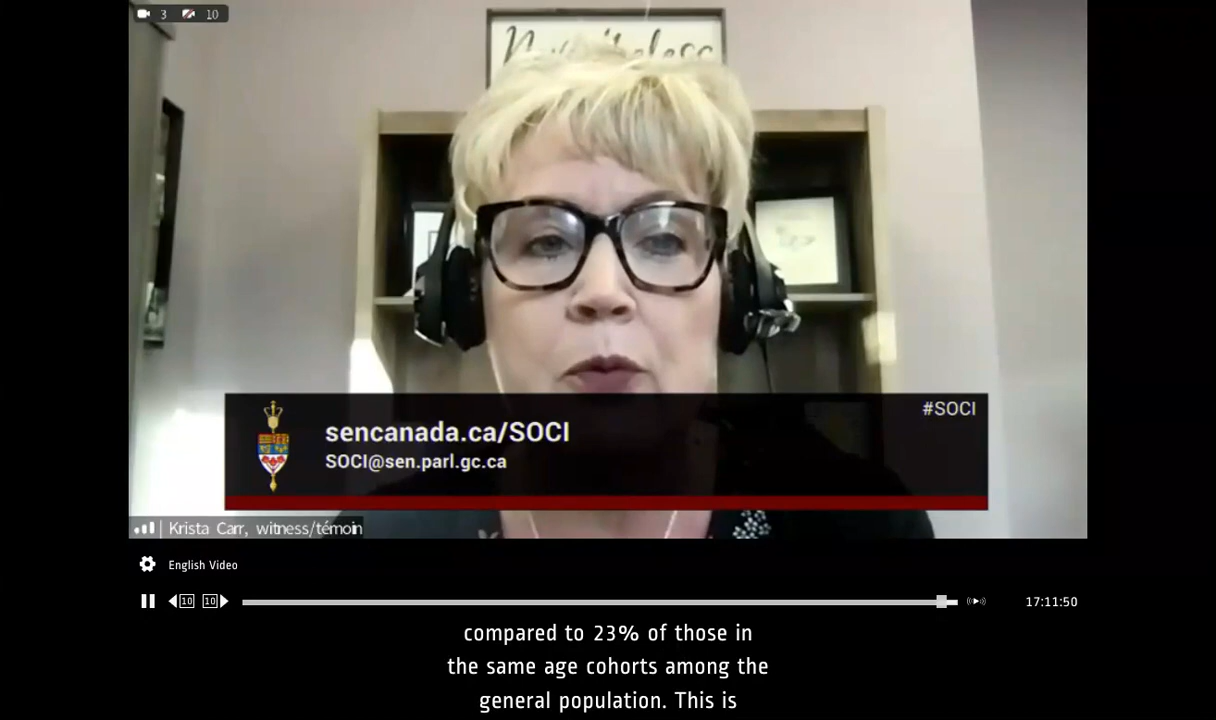 3 10
Nevertheless
#SOCI
sencanada.ca/SOCI
SOCI@sen.parl.gc.ca
Krista Carr, witness/témoin
English Video
10 10 17:11:50
compared to 23% of those in
the same age cohorts among the
general population. This is